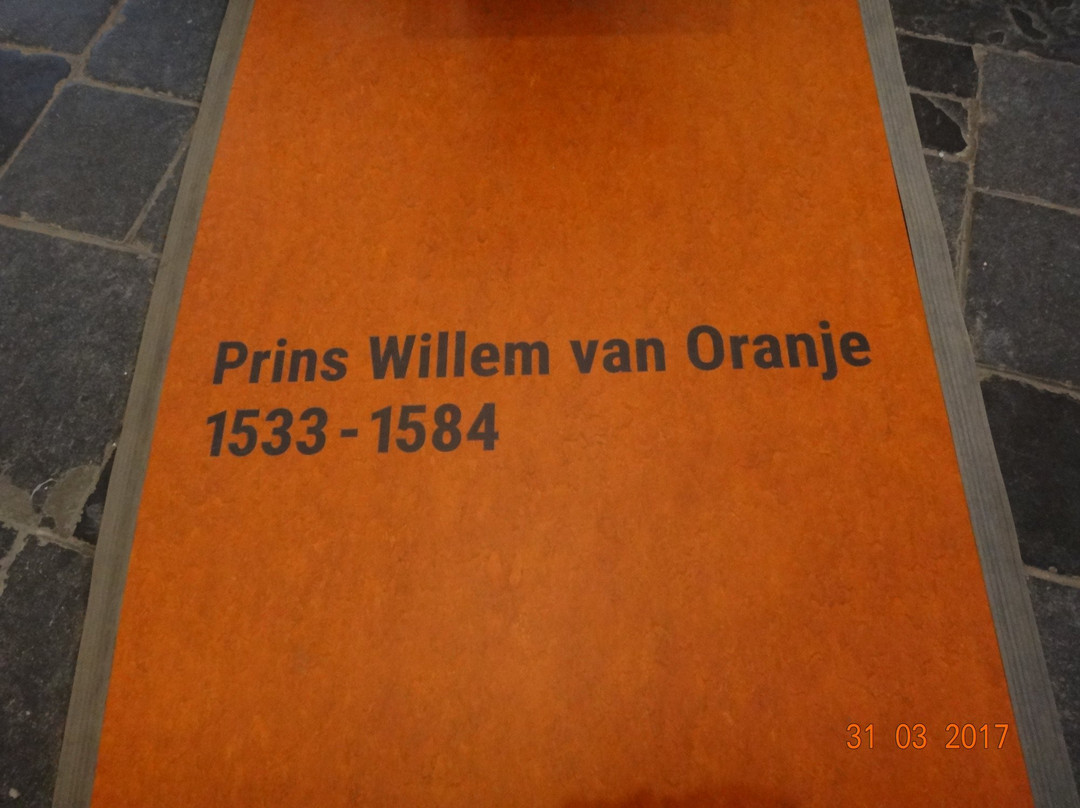 Prins Willem van Oranje
1533 - 1584
31 03 2017